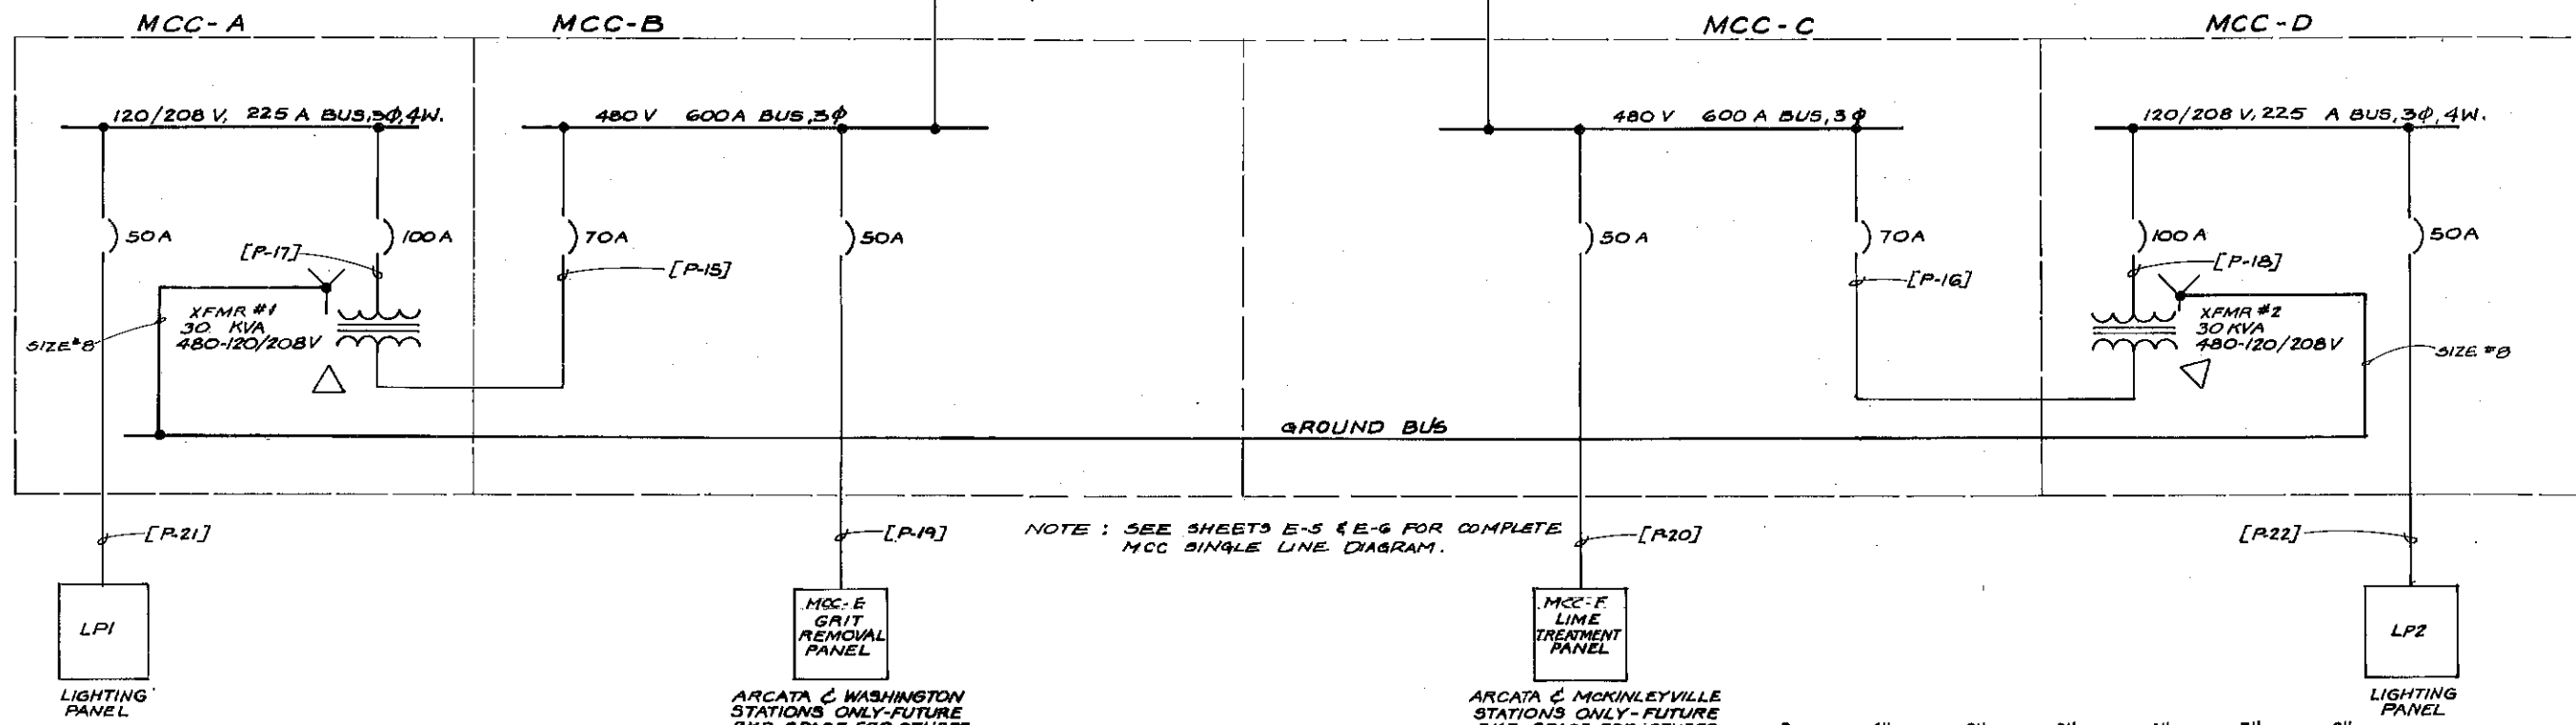 MCC-A
MCC-B
MCC-C
MCC-D
120/208 V, 225 A BUS,3Φ,4W.
480 V 600 A BUS,3Φ
480 V 600 A BUS,3Φ
120/208 V, 225 A BUS,3Φ,4W.
50 A
100 A
70A
50A
50 A
70A
100 A
50A
[P-17]
[P-15]
[P-16]
[P-18]
XFMR #1
30 KVA
480-120/208V
SIZE #8
XFMR #2
30 KVA
480-120/208V
SIZE #8
GROUND BUS
[P-21]
[P-19]
NOTE : SEE SHEETS E-5 & E-6 FOR COMPLETE
MCC SINGLE LINE DIAGRAM.
[P-20]
[P-22]
LP1
MCC-E
GRIT
REMOVAL
PANEL
MCC-F
LIME
TREATMENT
PANEL
LP2
LIGHTING
PANEL
ARCATA & WASHINGTON
STATIONS ONLY-FUTURE
ARCATA & MCKINLEYVILLE
STATIONS ONLY-FUTURE
LIGHTING
PANEL